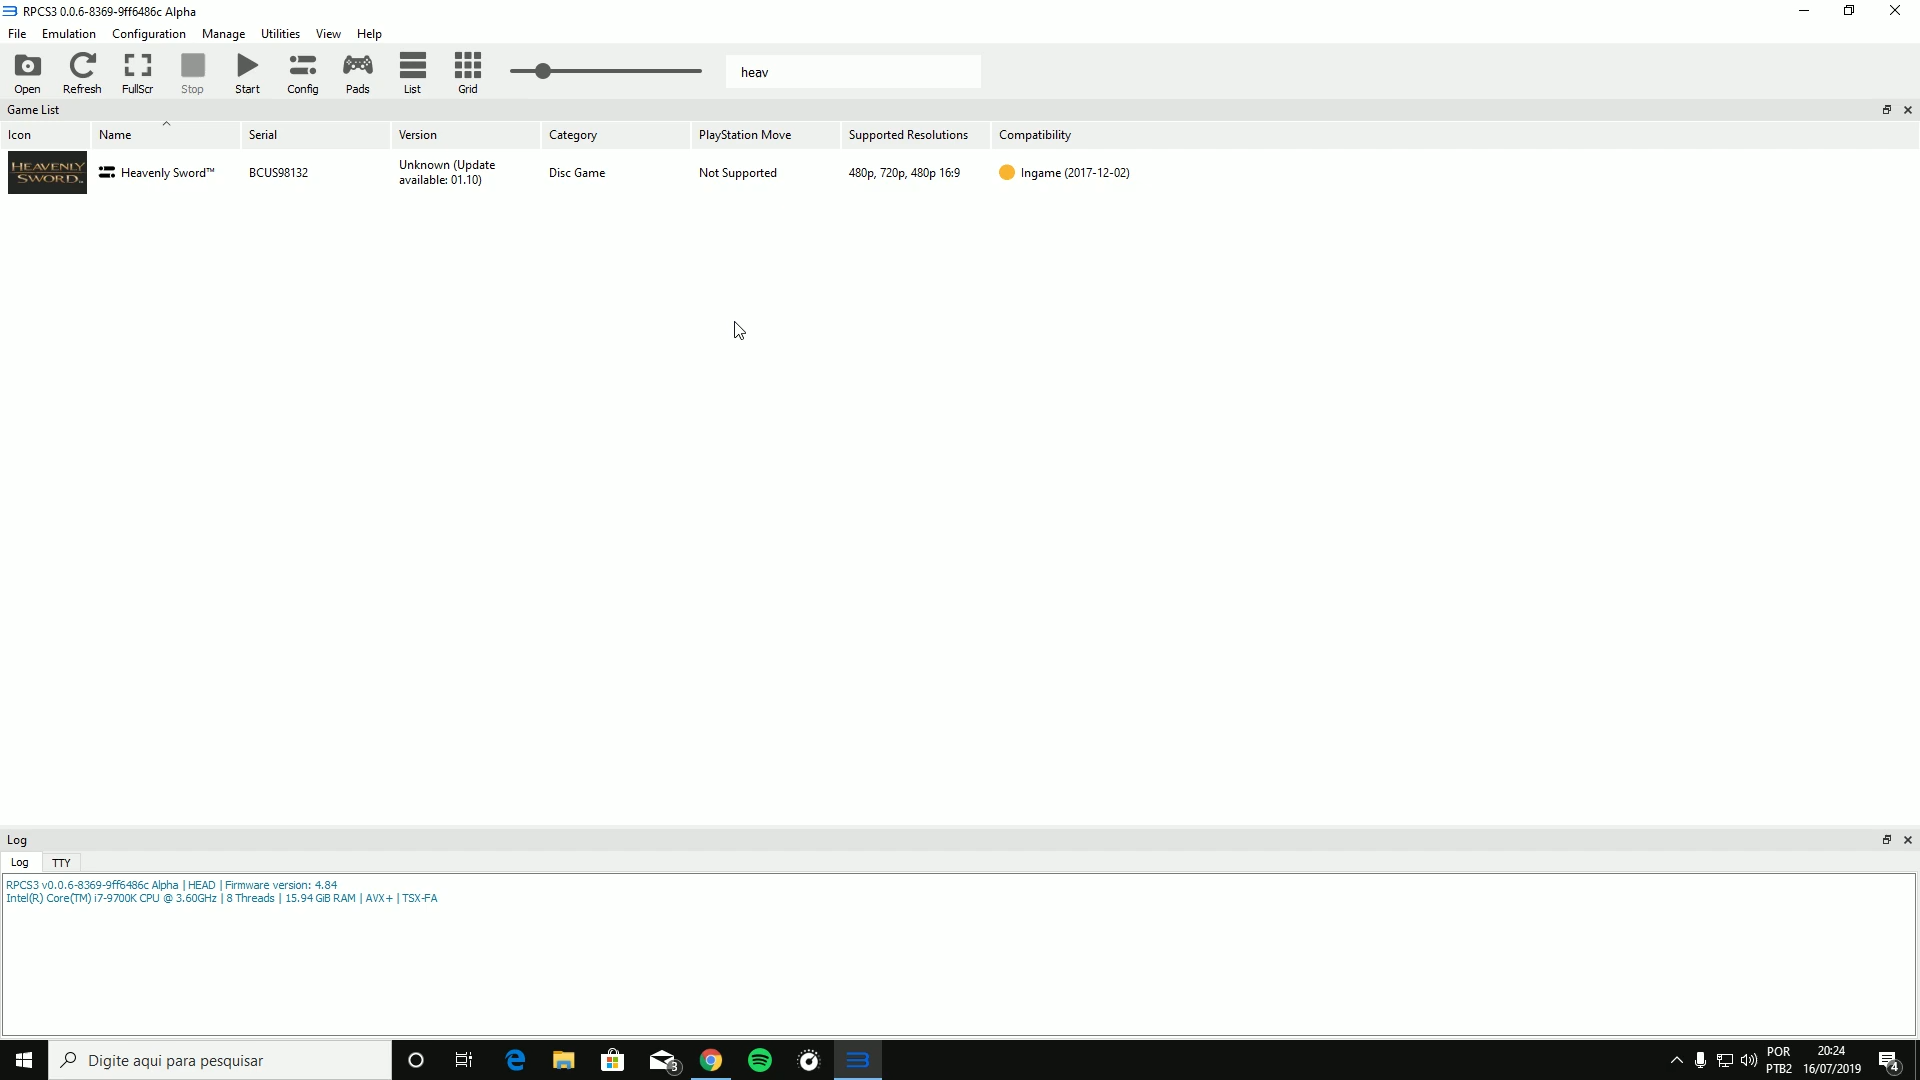 RPCS3 0.0.6-8369-9ff6486c Alpha
File Emulation Configuration Manage Utilities View Help
heav
Open Refresh FullScr Stop Start Config Pads List Grid
Game List
Icon Name Serial Version Category PlayStation Move Supported Resolutions Compatibility
HEAVENLY
SWORD™
Heavenly Sword™ BCUS98132 Unknown (Update
available: 01.10) Disc Game Not Supported 480p, 720p, 480p 16:9 Ingame (2017-12-02)
Log
Log TTY
RPCS3 v0.0.6-8369-9ff6486c Alpha | HEAD | Firmware version: 4.84
Intel(R) Core(TM) i7-9700K CPU @ 3.60GHz | 8 Threads | 15.94 GiB RAM | AVX+ | TSX-FA
Digite aqui para pesquisar
3
POR
PTB2
20:24
16/07/2019
4